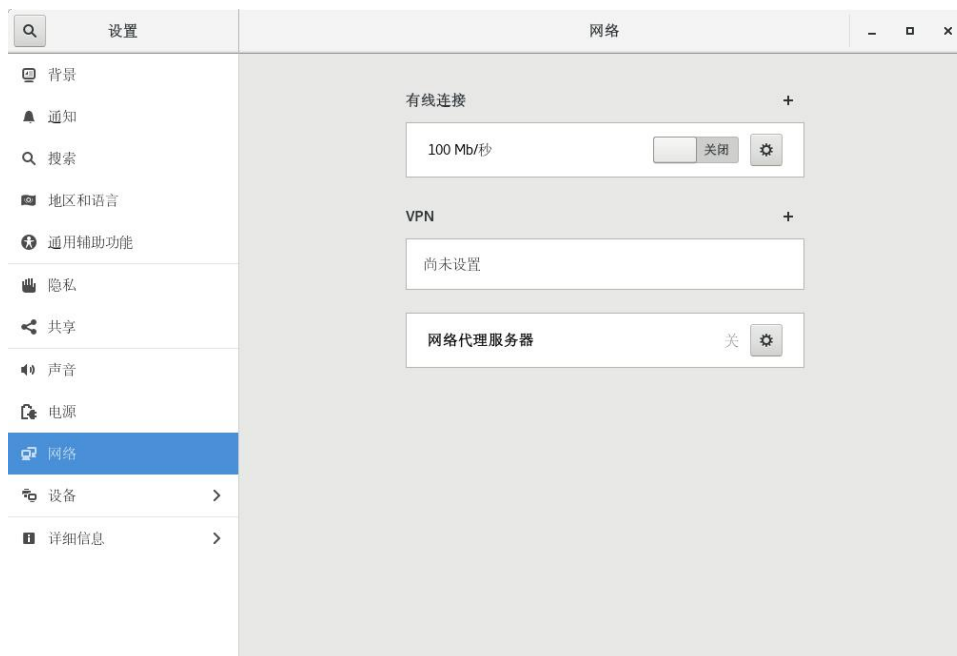 设置
网络
背景
通知
搜索
地区和语言
通用辅助功能
隐私
共享
声音
电源
网络
设备
详细信息
有线连接
100 Mb/秒
关闭
VPN
尚未设置
网络代理服务器
关